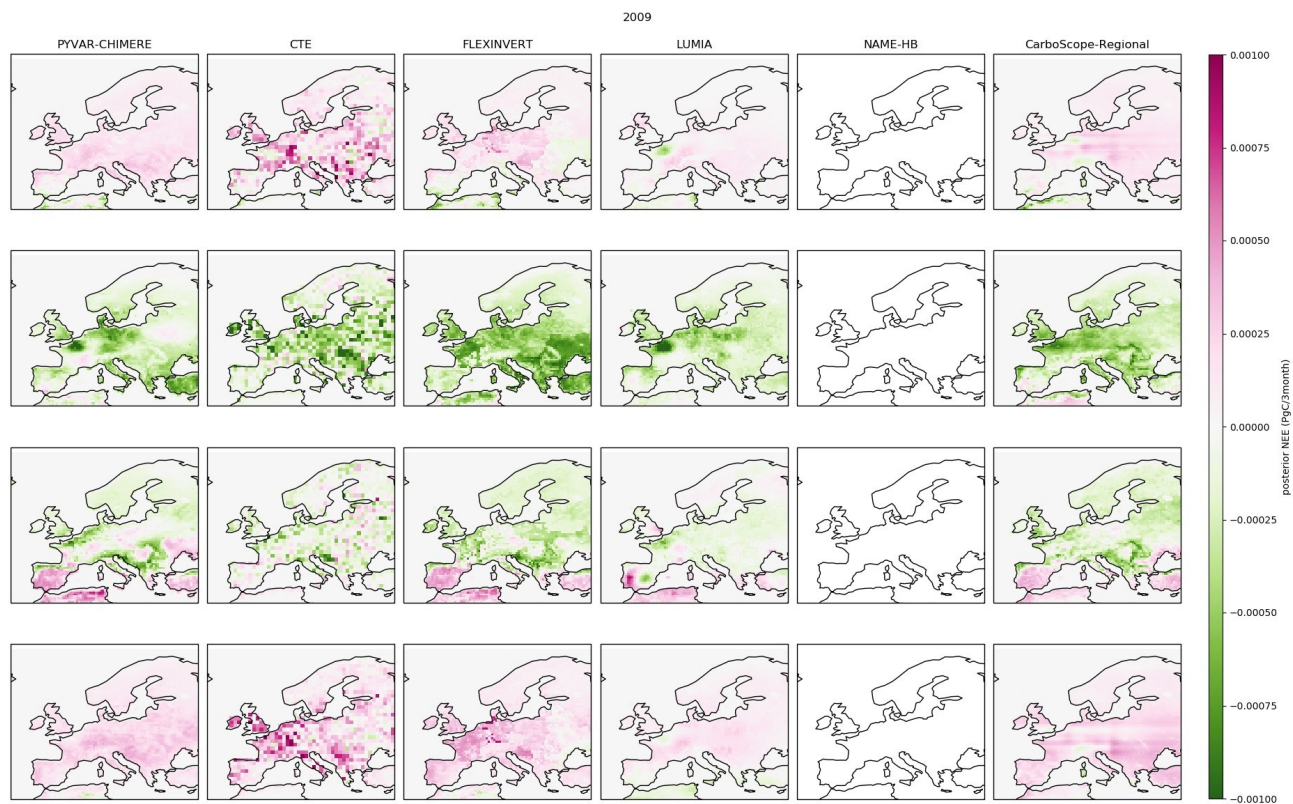 2009
PYVAR-CHIMERE
CTE
FLEXINVERT
LUMIA
NAME-HB
CarboScope-Regional
0.00100
0.00075
0.00050
0.00025
0.00000
−0.00025
−0.00050
−0.00075
−0.00100
posterior NEE (PgC/3month)